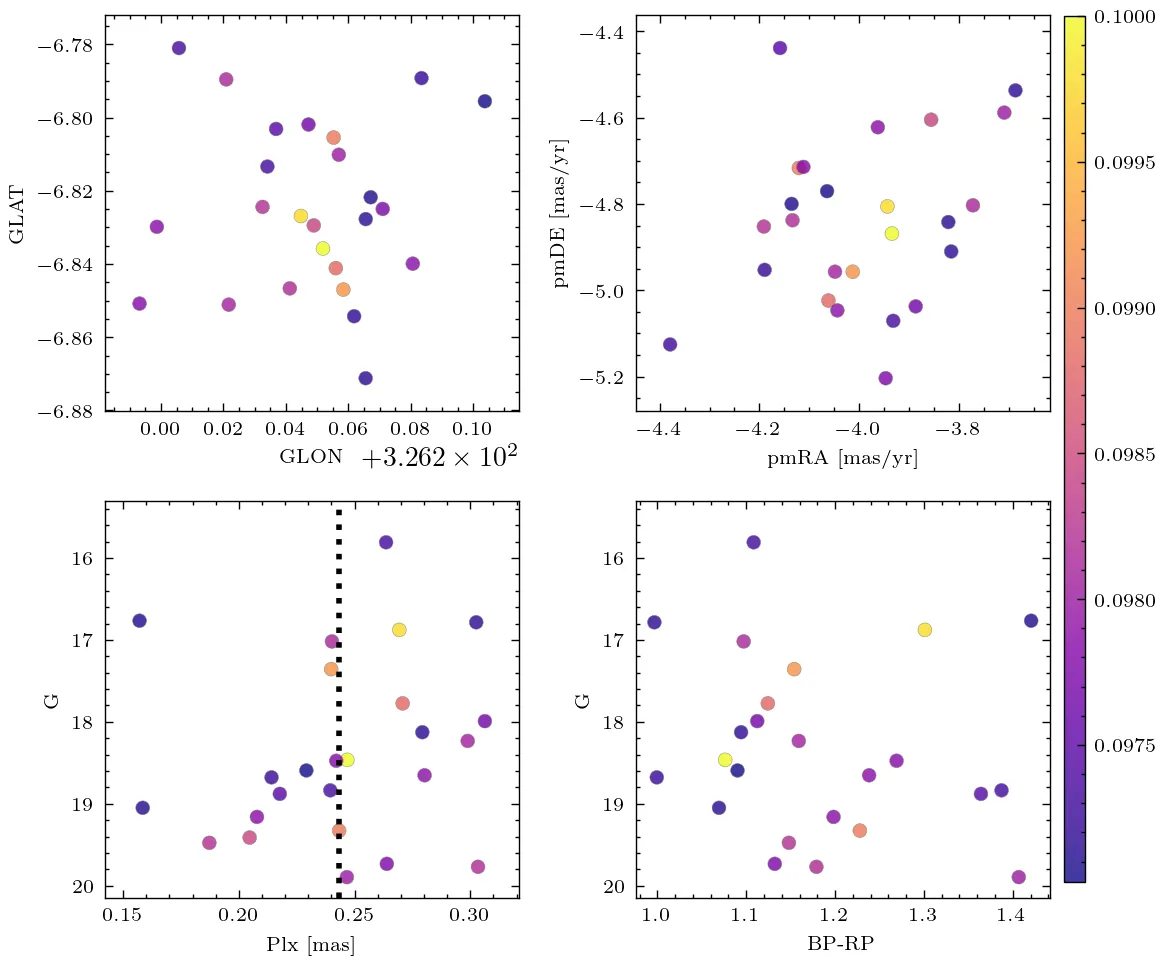 −6.78
−6.80
−6.82
−6.84
−6.86
−6.88
GLAT
0.00 0.02 0.04 0.06 0.08 0.10
GLON +3.262 × 10²
−4.4
−4.6
−4.8
−5.0
−5.2
pmDE [mas/yr]
−4.4 −4.2 −4.0 −3.8
pmRA [mas/yr]
0.1000
0.0995
0.0990
0.0985
0.0980
0.0975
16
17
18
19
20
G
0.15 0.20 0.25 0.30
Plx [mas]
16
17
18
19
20
G
1.0 1.1 1.2 1.3 1.4
BP-RP